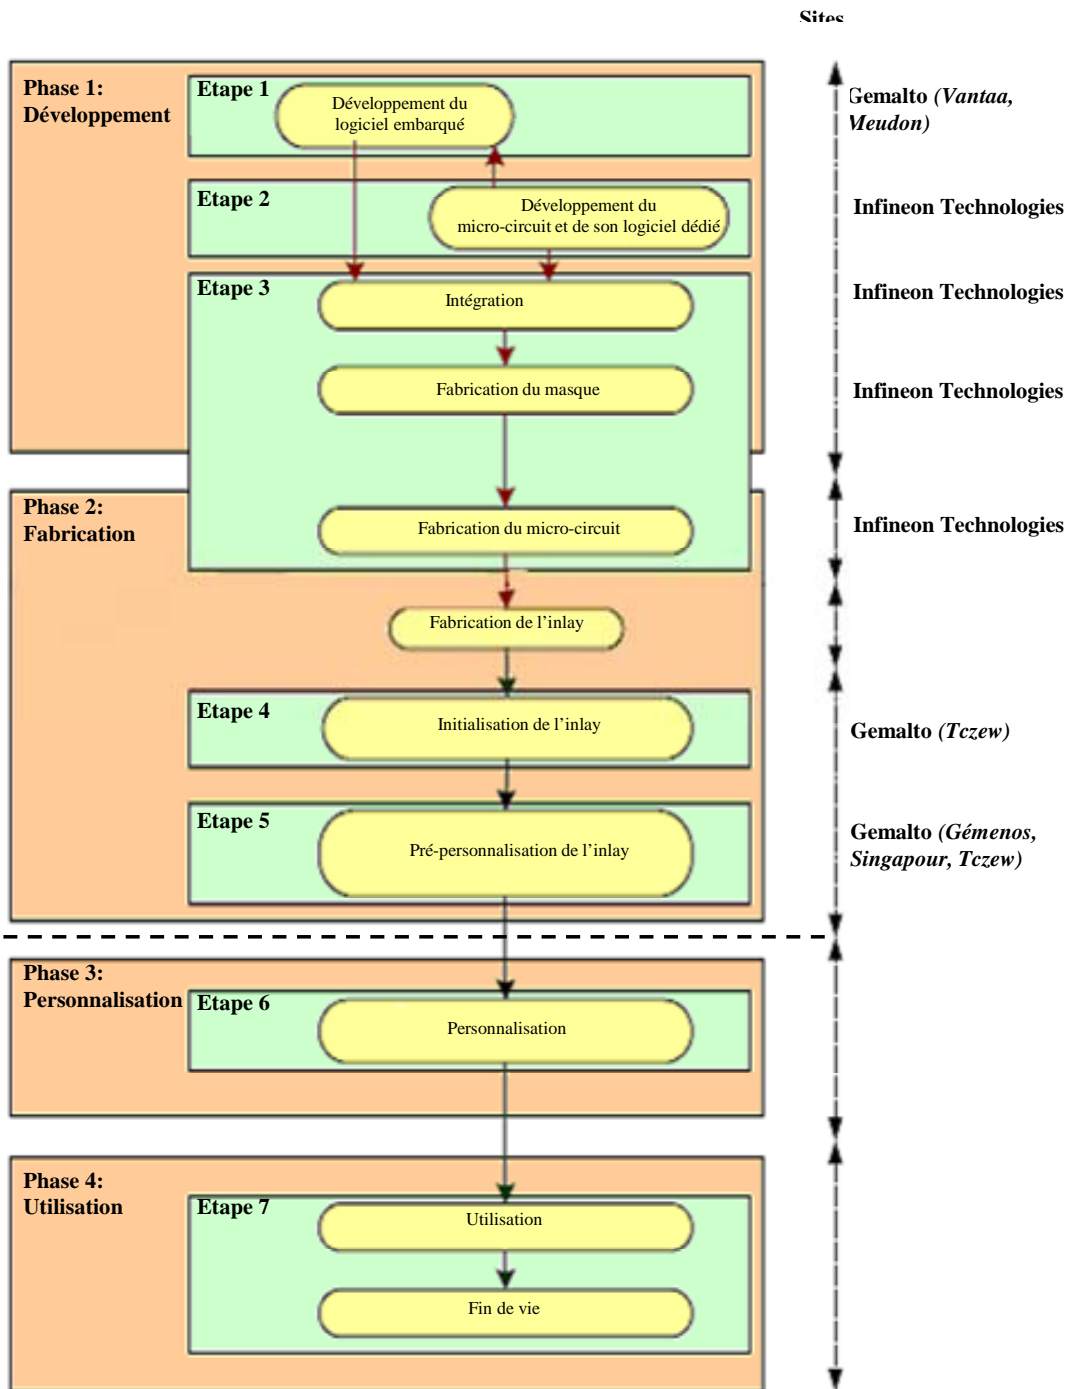 Sites
Phase 1:
Développement
Etape 1
Développement du
logiciel embarqué
Gemalto (Vantaa,
Meudon)
Etape 2
Développement du
micro-circuit et de son logiciel dédié
Infineon Technologies
Etape 3
Intégration
Infineon Technologies
Fabrication du masque
Infineon Technologies
Phase 2:
Fabrication
Fabrication du micro-circuit
Infineon Technologies
Fabrication de l’inlay
Etape 4
Initialisation de l’inlay
Gemalto (Tczew)
Etape 5
Pré-personnalisation de l’inlay
Gemalto (Gémenos,
Singapour, Tczew)
Phase 3:
Personnalisation
Etape 6
Personnalisation
Phase 4:
Utilisation
Etape 7
Utilisation
Fin de vie